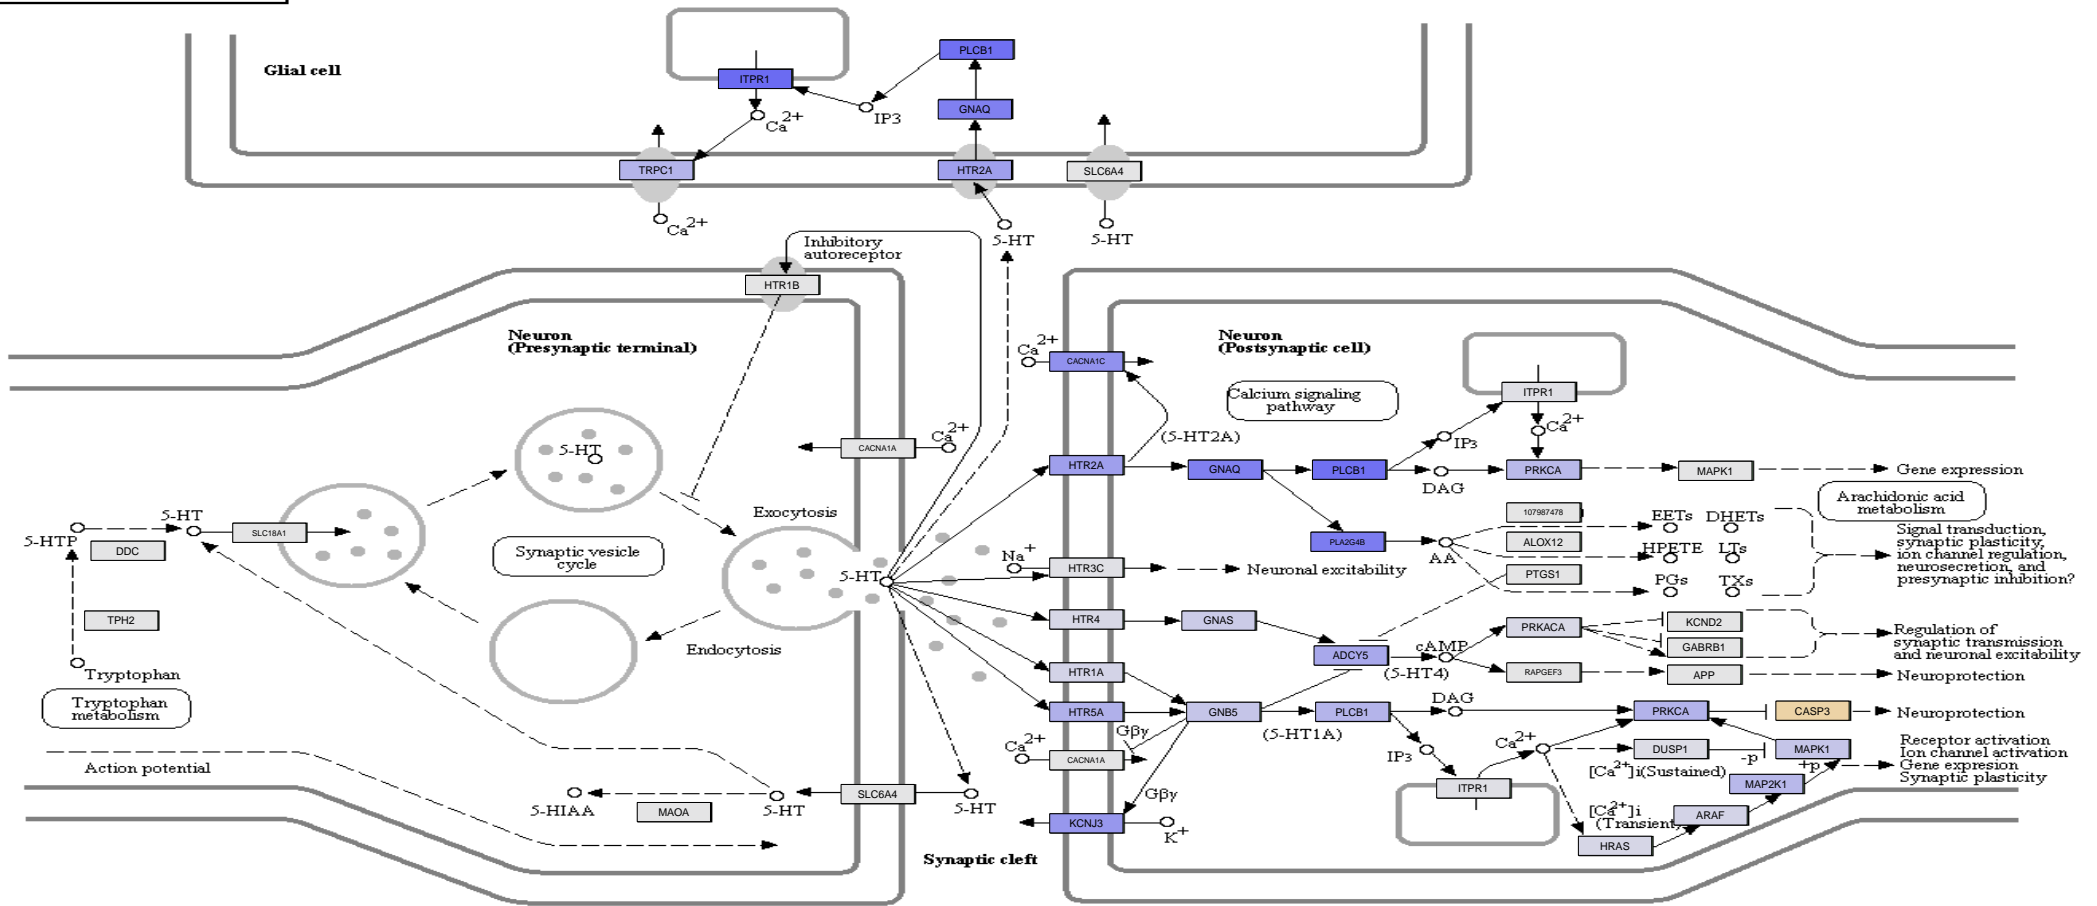 Glial cell
PLCB1
ITPR1
GNAQ
IP3
Ca2+
TRPC1
HTR2A
SLC6A4
Ca2+
5-HT
5-HT
Inhibitory
autoreceptor
HTR1B
Neuron
(Presynaptic terminal)
Neuron
(Postsynaptic cell)
Ca2+
CACNA1C
Calcium signaling
pathway
ITPR1
Ca2+
(5-HT2A)
IP3
Ca2+
CACNA1A
5-HT
HTR2A
GNAQ
PLCB1
DAG
PRKCA
MAPK1
Gene expression
Arachidonic acid
metabolism
5-HT
SLC18A1
5-HTP
DDC
Exocytosis
Synaptic vesicle
cycle
107987478
EETs
DHETs
PLA2G4B
AA
ALOX12
HPETE
LTs
PTGS1
PGs
TXs
Signal transduction,
synaptic plasticity,
ion channel regulation,
neurosecretion, and
presynaptic inhibition?
5-HT
Na+
HTR3C
Neuronal excitability
TPH2
HTR4
GNAS
PRKACA
KCND2
GABRB1
Regulation of
synaptic transmission
and neuronal excitability
Endocytosis
ADCY5
cAMP
(5-HT4)
HTR1A
RAPGEF3
APP
Neuroprotection
Tryptophan
Tryptophan
metabolism
HTR5A
GNB5
PLCB1
DAG
PRKCA
CASP3
Neuroprotection
(5-HT1A)
Gβγ
Ca2+
CACNA1A
IP3
Ca2+
DUSP1
-p
MAPK1
[Ca2+]i(Sustained)
+p
Receptor activation
Ion channel activation
Gene expresion
Synaptic plasticity
Action potential
5-HIAA
MAOA
5-HT
SLC6A4
5-HT
Gβγ
ITPR1
MAP2K1
KCNJ3
K+
[Ca2+]i
(Transient)
ARAF
HRAS
Synaptic cleft